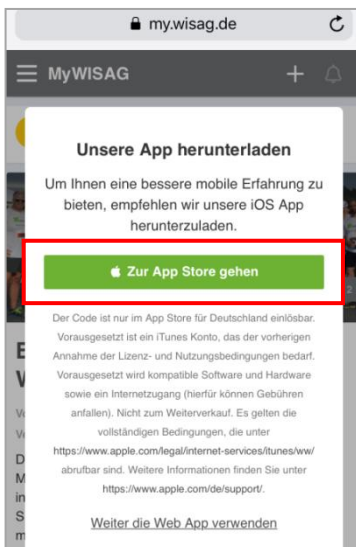 my.wisag.de
MyWISAG
Unsere App herunterladen
Um Ihnen eine bessere mobile Erfahrung zu
bieten, empfehlen wir unsere iOS App
herunterzuladen.
Zur App Store gehen
Der Code ist nur im App Store für Deutschland einlösbar.
Vorausgesetzt ist ein iTunes Konto, das der vorherigen
Annahme der Lizenz- und Nutzungsbedingungen bedarf.
Vorausgesetzt wird kompatible Software und Hardware
sowie ein Internetzugang (hierfür können Gebühren
anfallen). Nicht zum Weiterverkauf. Es gelten die
vollständigen Bedingungen, die unter
https://www.apple.com/legal/internet-services/itunes/ww/
abrufbar sind. Weitere Informationen finden Sie unter
https://www.apple.com/de/support/.
Weiter die Web App verwenden